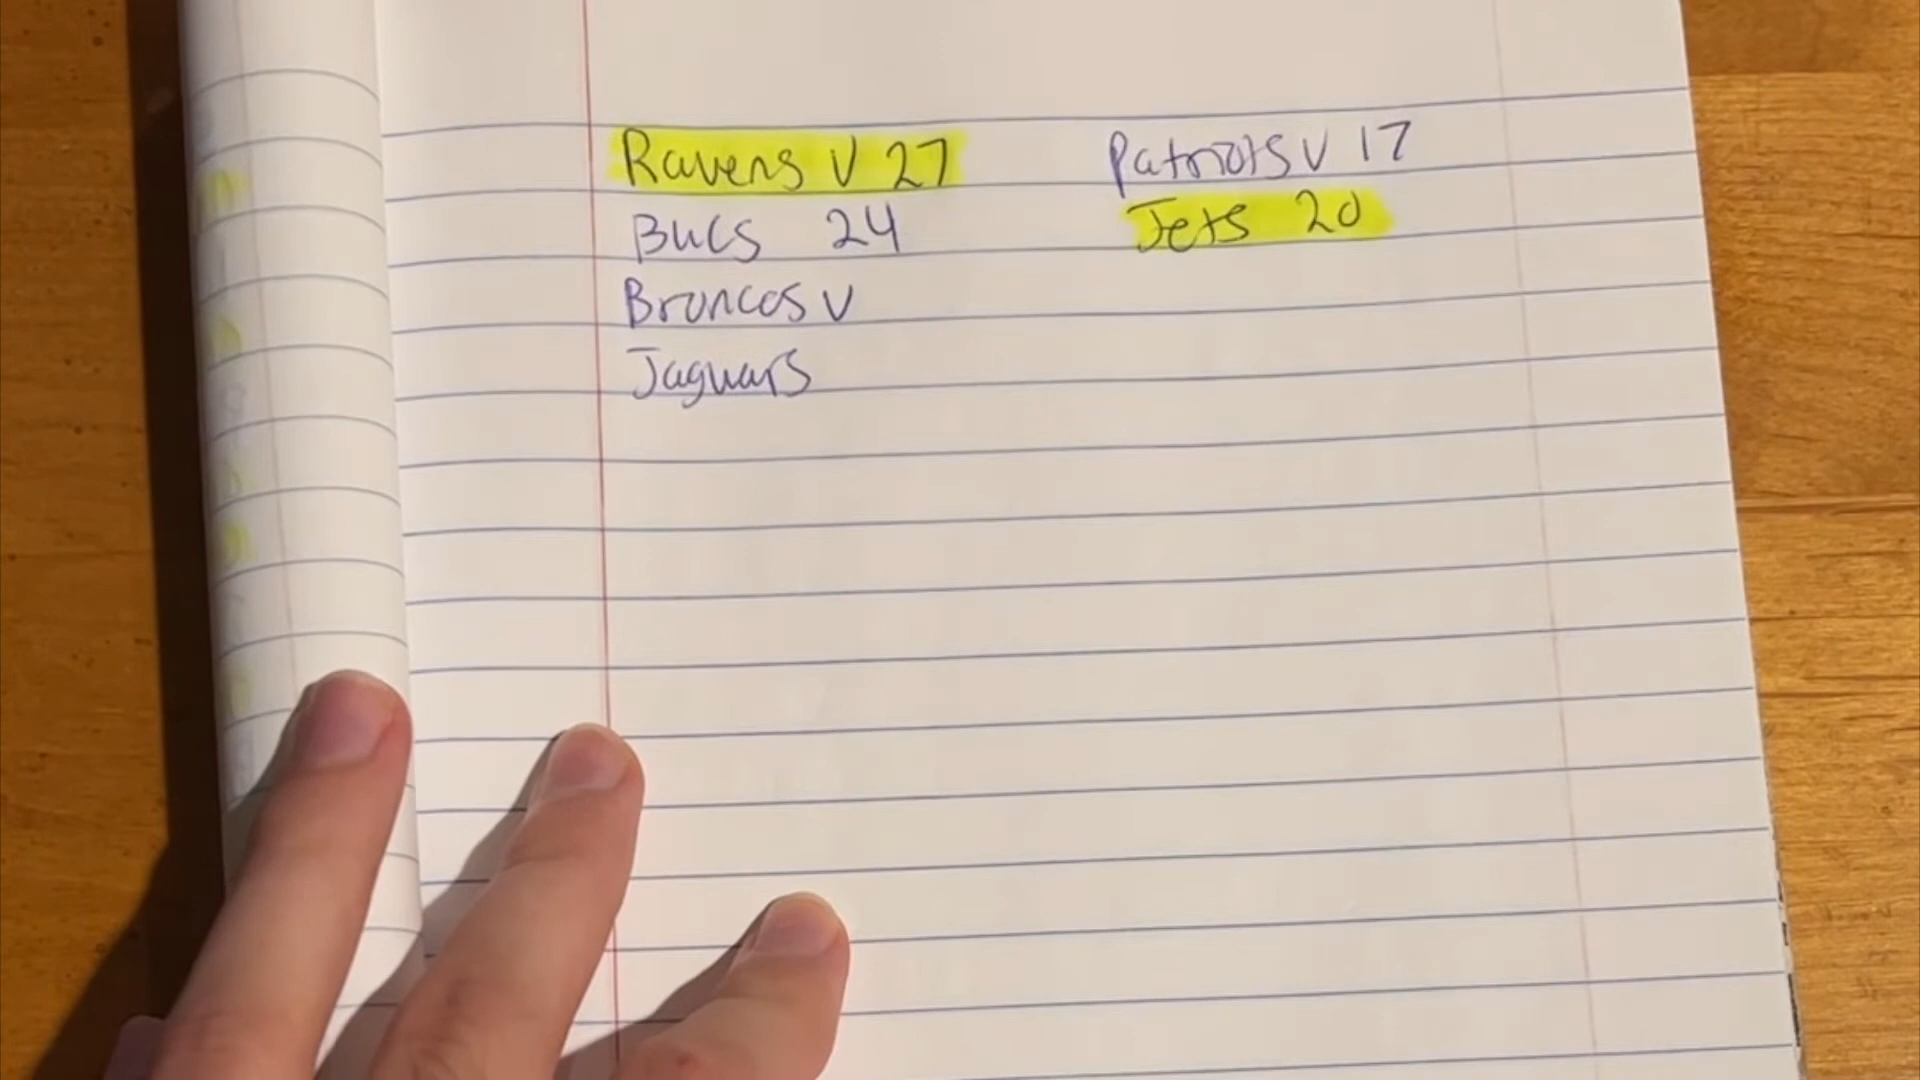 Ravens V 27
Bucs 24
Broncos V
Jaguars
Patriots V 17
Jets 20